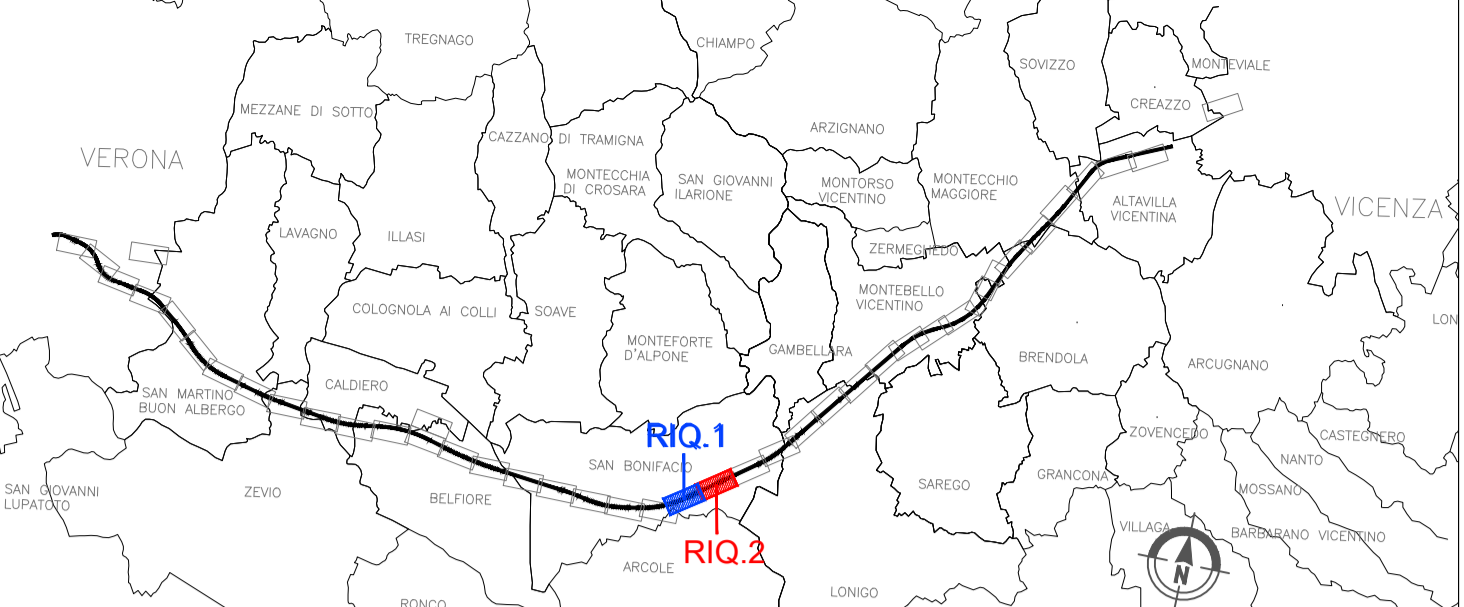 TREGNAGO
CHIAMPO
SOVIZZO
MONTEVIALE
MEZZANE DI SOTTO
CREAZZO
CAZZANO DI TRAMIGNA
ARZIGNANO
VERONA
MONTECCHIA
DI CROSARA
SAN GIOVANNI
ILARIONE
MONTORSO
VICENTINO
MONTECCHIO
MAGGIORE
ALTAVILLA
VICENTINA
VICENZA
LAVAGNO
ILLASI
ZERMEGHEDO
MONTEBELLO
VICENTINO
COLOGNOLA AI COLLI
SOAVE
LON
MONTEFORTE
D'ALPONE
GAMBELLARA
BRENDOLA
ARCUGNANO
CALDIERO
SAN MARTINO
BUON ALBERGO
RIQ.1
ZOVENCEDO
CASTEGNERO
SAN BONIFACIO
NANTO
GRANCONA
SAN GIOVANNI
LUPATOTO
ZEVIO
BELFIORE
SAREGO
MOSSANO
VILLAGA
BARBARANO VICENTINO
RIQ.2
ARCOLE
N
LONIGO
RONCO